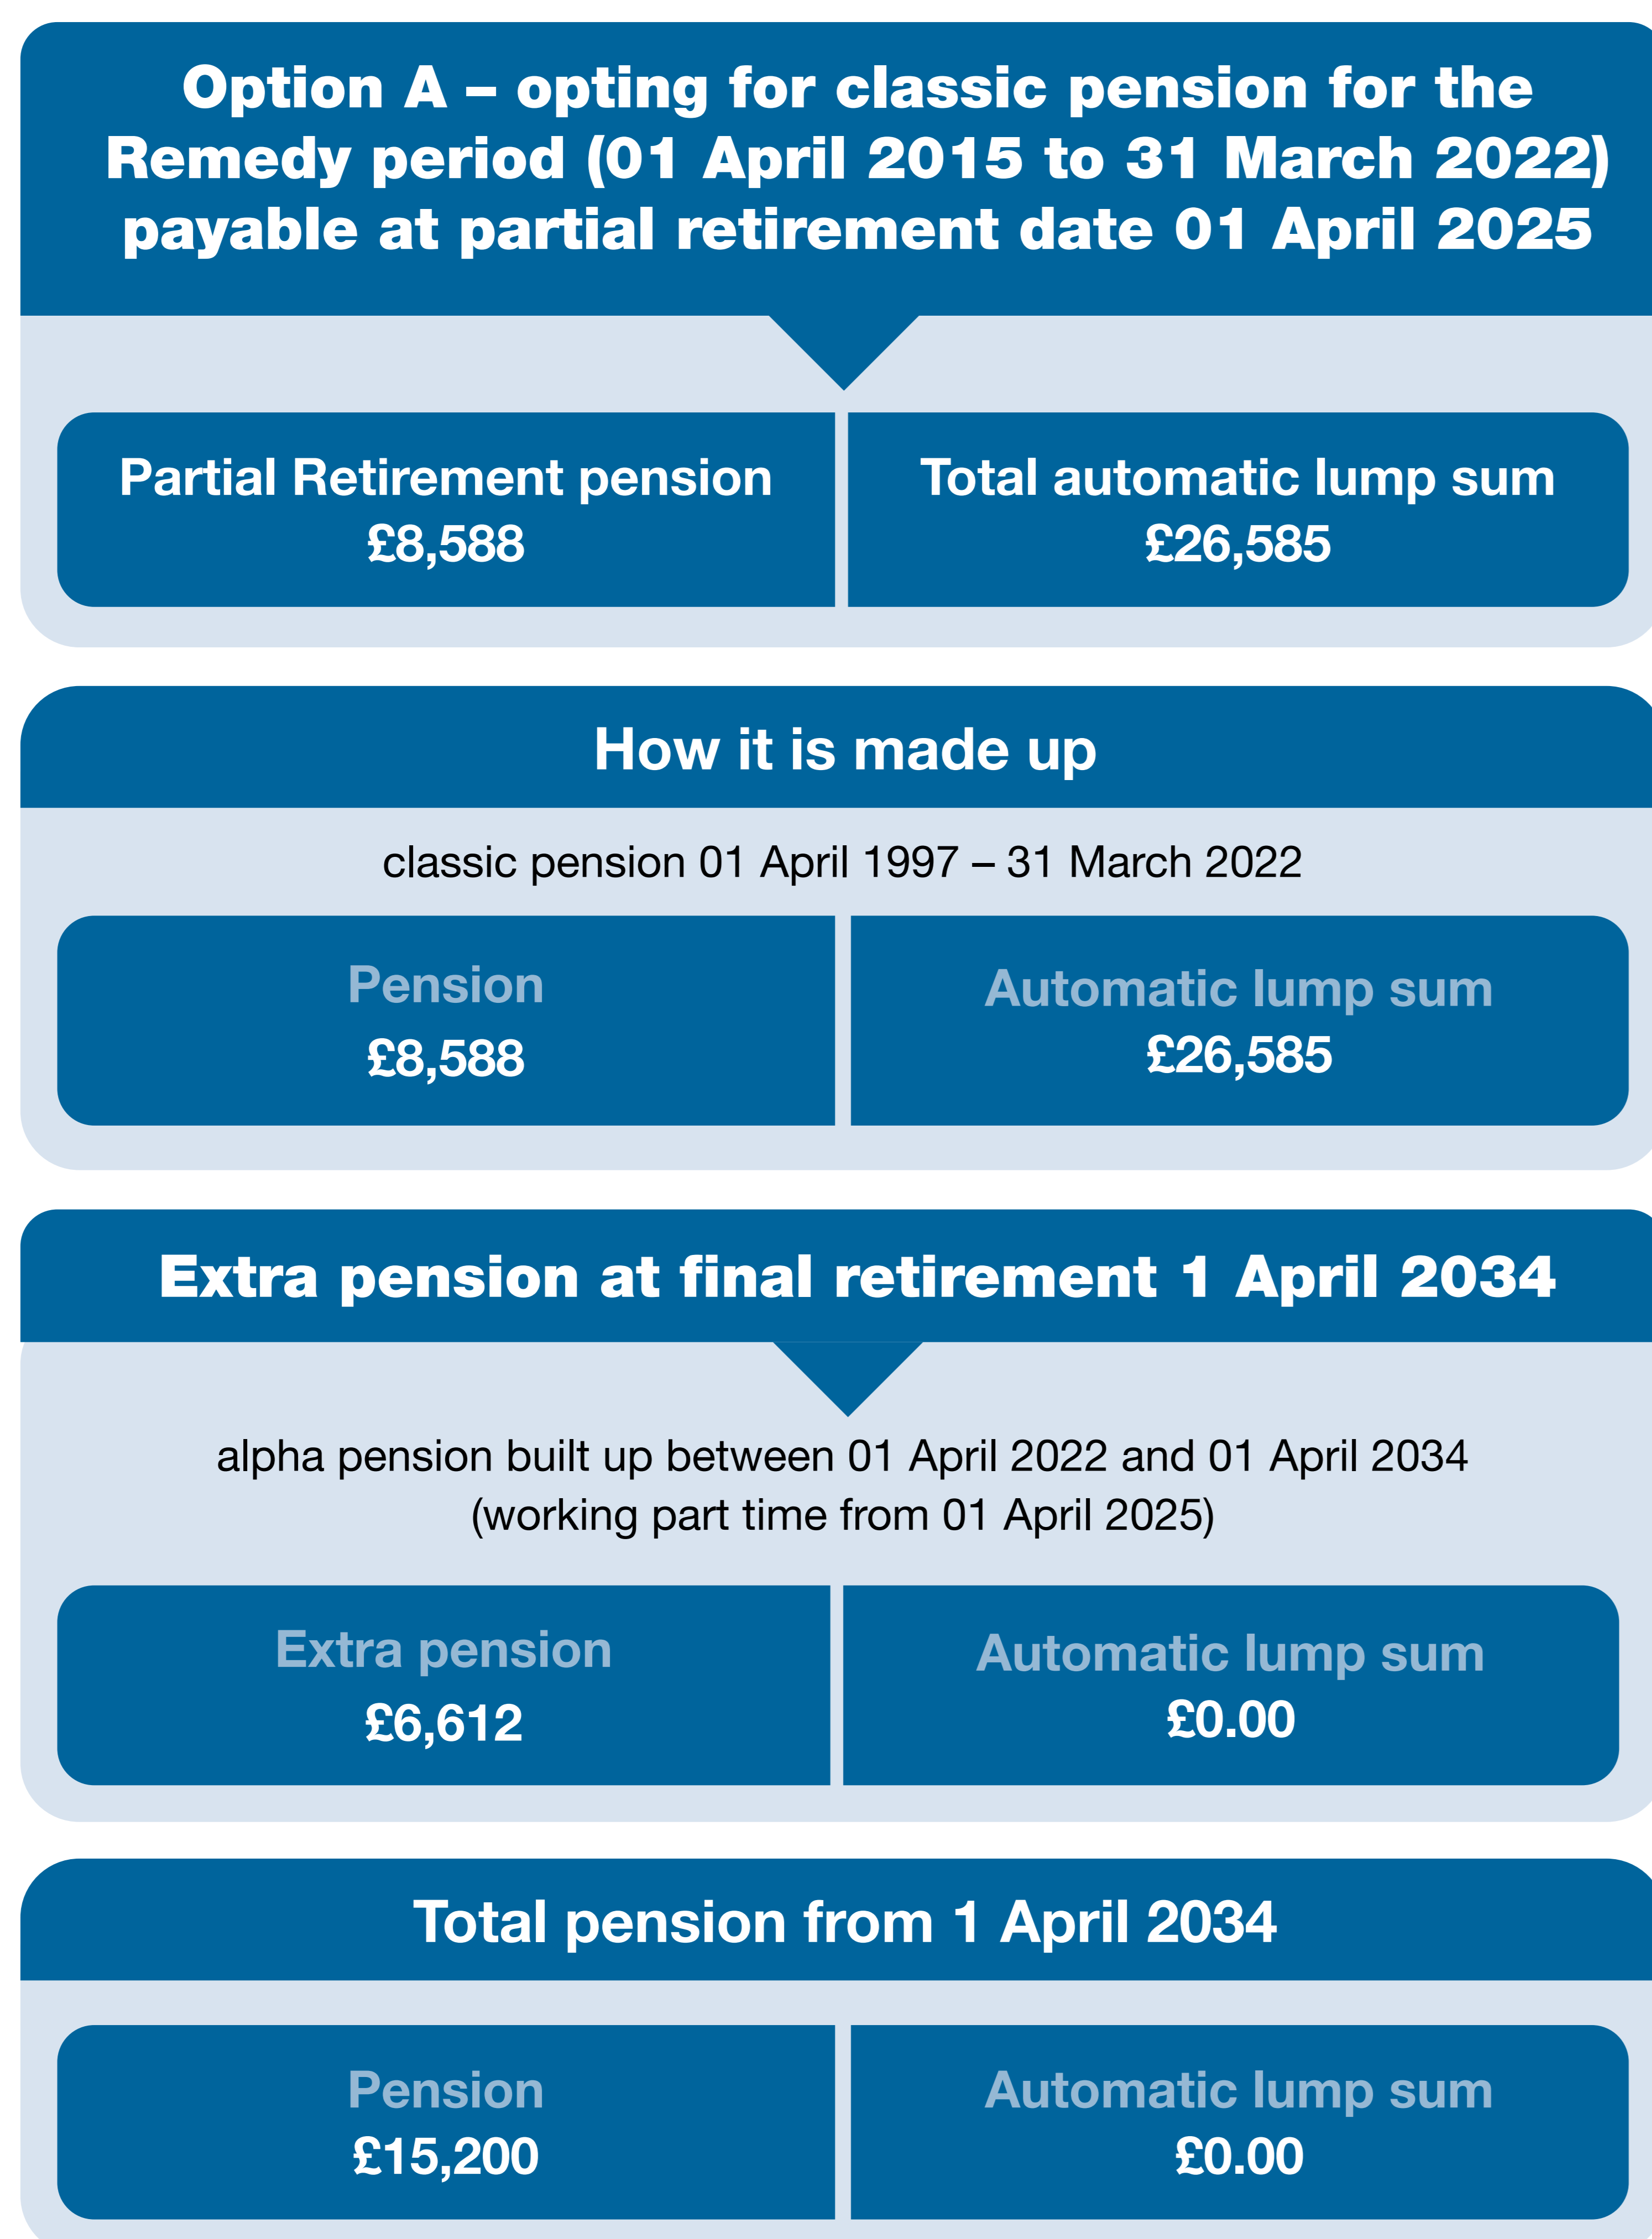 Option A – opting for classic pension for the
Remedy period (01 April 2015 to 31 March 2022)
payable at partial retirement date 01 April 2025
Partial Retirement pension
£8,588
Total automatic lump sum
£26,585
How it is made up
classic pension 01 April 1997 – 31 March 2022
Pension
£8,588
Automatic lump sum
£26,585
Extra pension at final retirement 1 April 2034
alpha pension built up between 01 April 2022 and 01 April 2034
(working part time from 01 April 2025)
Extra pension
£6,612
Automatic lump sum
£0.00
Total pension from 1 April 2034
Pension
£15,200
Automatic lump sum
£0.00